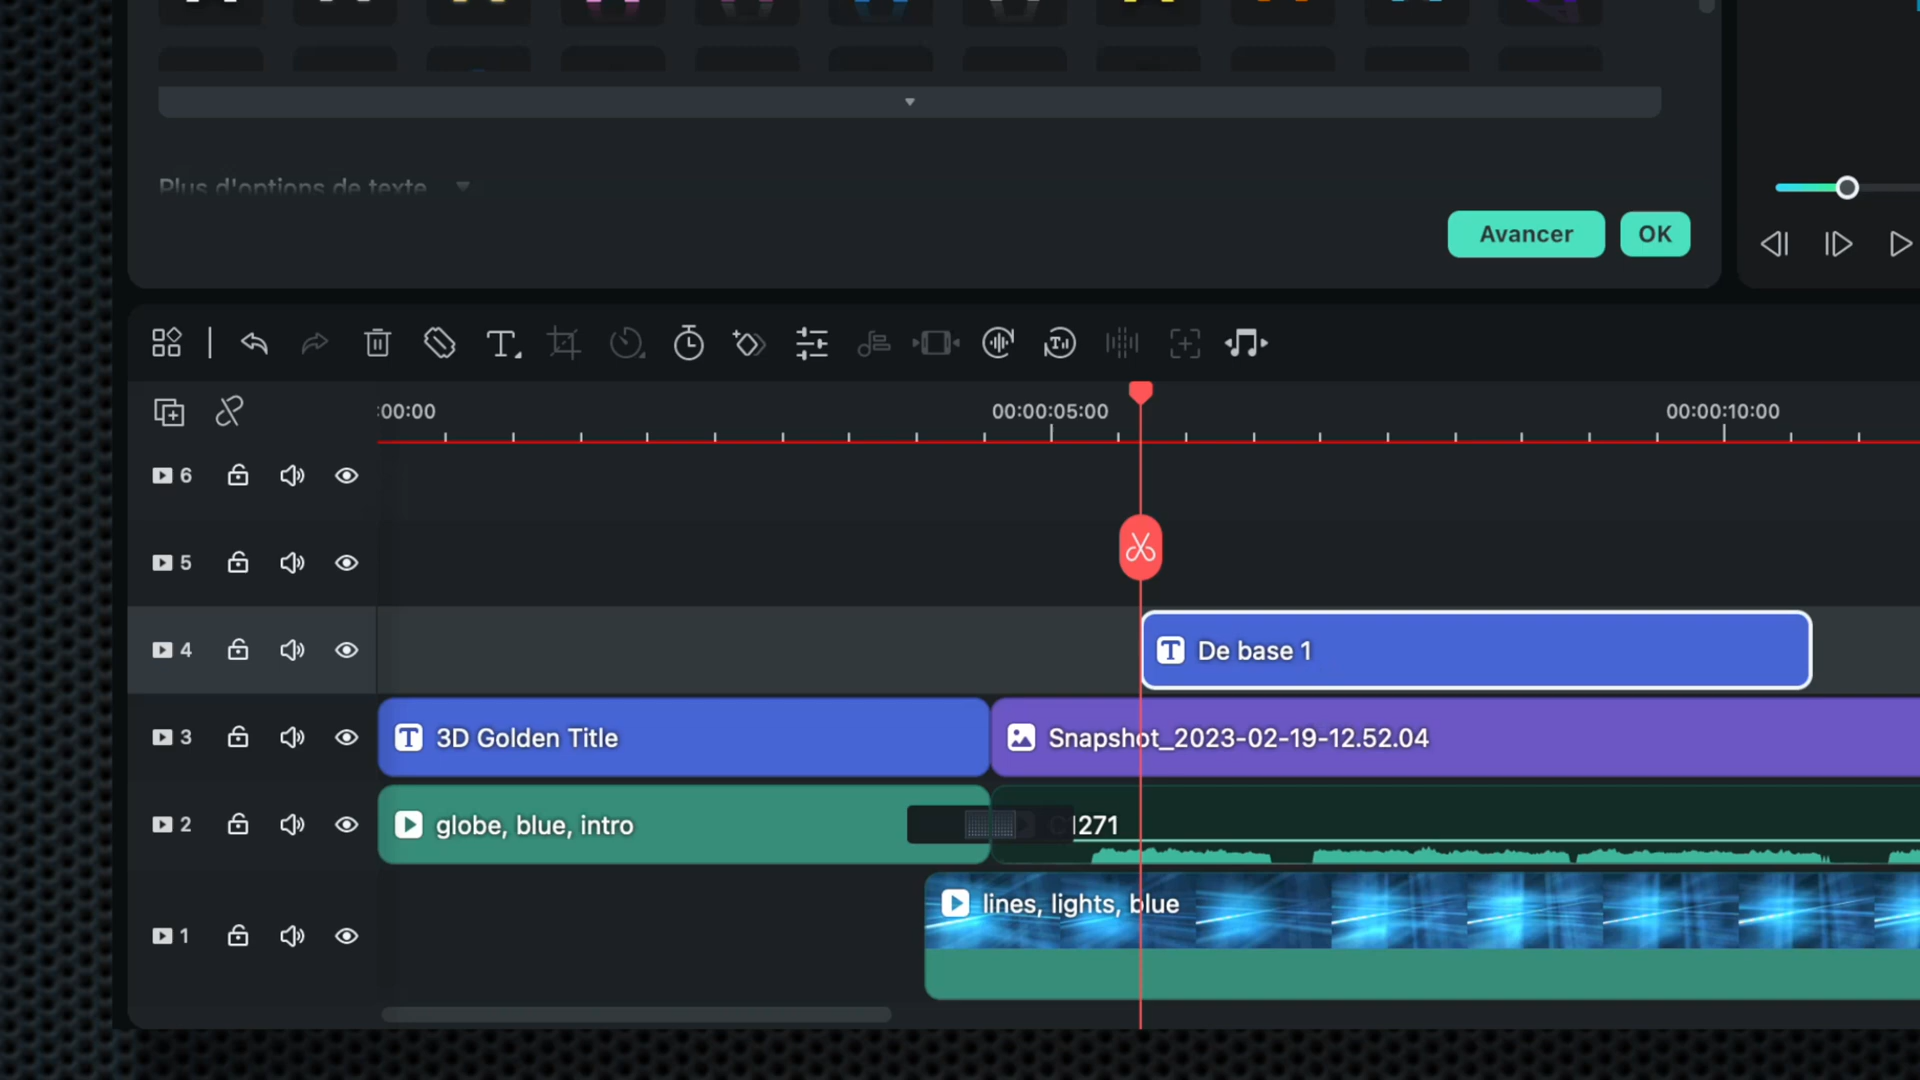 Plus d'options de texte
Avancer
OK
:00:00
00:00:05:00
00:00:10:00
6
5
4
De base 1
3
3D Golden Title
Snapshot_2023-02-19-12.52.04
2
globe, blue, intro
C1271
1
lines, lights, blue